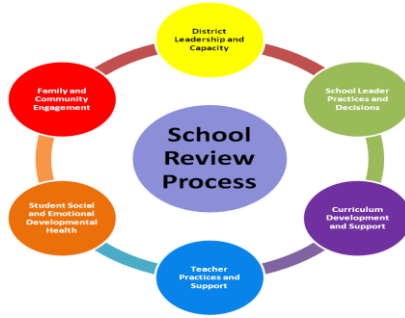 District
Leadership and
Capacity
School Leader
Practices and
Decisions
Curriculum
Development
and Support
Teacher
Practices and
Support
Student Social
and Emotional
Developmental
Health
Family and
Community
Engagement
School
Review
Process